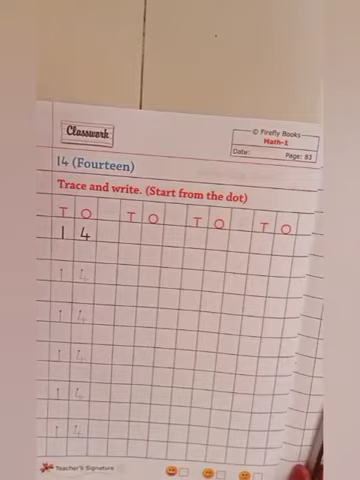 Classwork
© Firefly Books
Math-1
Date:
Page: 83
14 (Fourteen)
Trace and write. (Start from the dot)
T O T O T O T O
1 4
1 4
1 4
1 4
1 4
1 4
Teacher's Signature